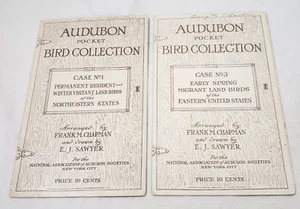 AUDUBON
POCKET
BIRD COLLECTION
CASE Nº1
PERMANENT RESIDENT and
WINTER VISITANT LAND BIRDS
of the
NORTHEASTERN STATES
Arranged by
FRANK M. CHAPMAN
and drawn by
E. J. SAWYER
For the
NATIONAL ASSOCIATION OF AUDUBON SOCIETIES
NEW YORK CITY
PRICE 10 CENTS
AUDUBON
POCKET
BIRD COLLECTION
CASE Nº3
EARLY SPRING
MIGRANT LAND BIRDS
of the
EASTERN UNITED STATES
Arranged by
FRANK M. CHAPMAN
and drawn by
E. J. SAWYER
For the
NATIONAL ASSOCIATION OF AUDUBON SOCIETIES
NEW YORK CITY
PRICE 10 CENTS